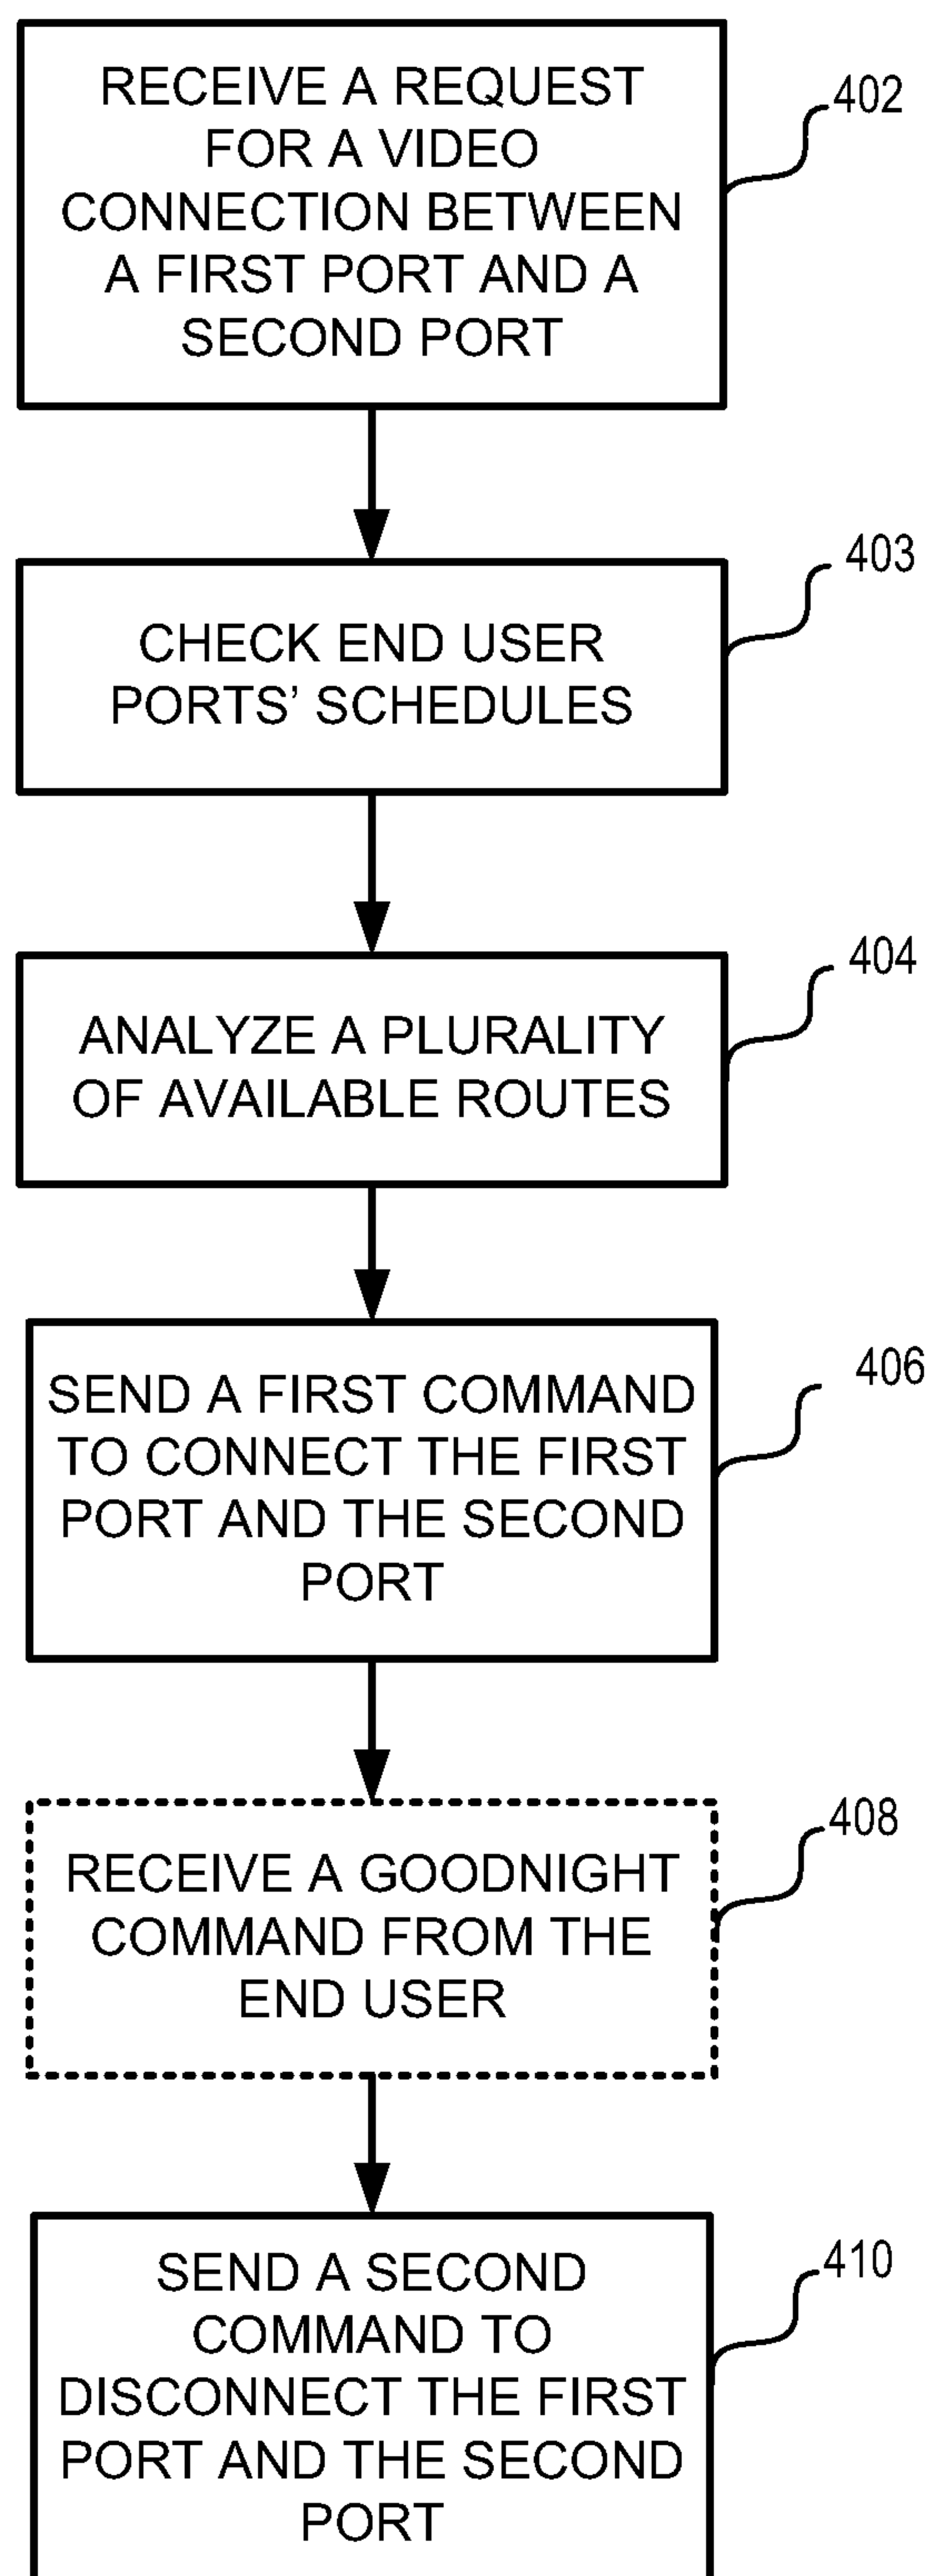 RECEIVE A REQUEST
FOR A VIDEO
CONNECTION BETWEEN
A FIRST PORT AND A
SECOND PORT
402
CHECK END USER
PORTS’ SCHEDULES
403
ANALYZE A PLURALITY
OF AVAILABLE ROUTES
404
SEND A FIRST COMMAND
TO CONNECT THE FIRST
PORT AND THE SECOND
PORT
406
RECEIVE A GOODNIGHT
COMMAND FROM THE
END USER
408
SEND A SECOND
COMMAND TO
DISCONNECT THE FIRST
PORT AND THE SECOND
PORT
410